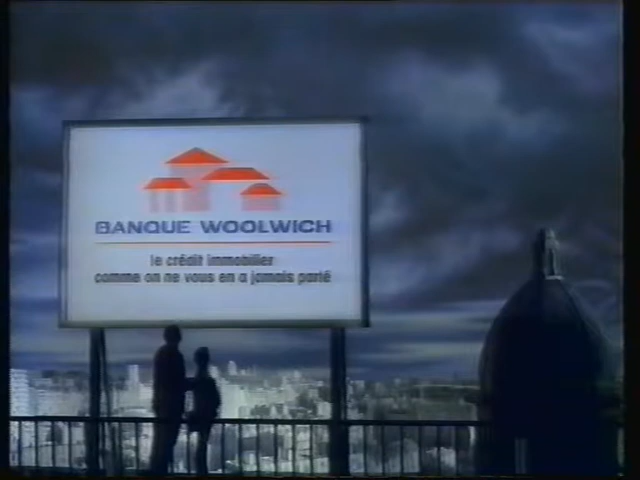 BANQUE WOOLWICH
le crédit immobilier
comme on ne vous en a jamais parlé